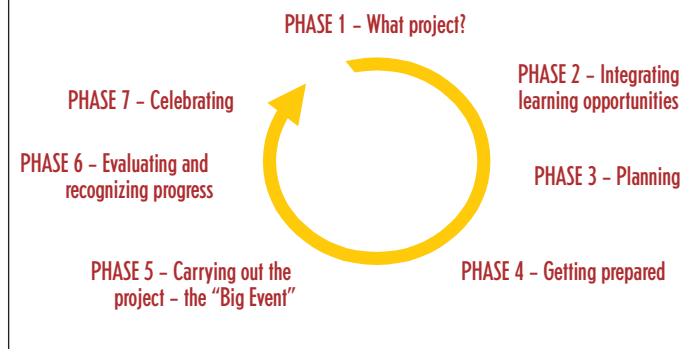 PHASE 1 – What project?
PHASE 2 – Integrating
learning opportunities
PHASE 3 – Planning
PHASE 4 – Getting prepared
PHASE 5 – Carrying out the
project – the “Big Event”
PHASE 6 – Evaluating and
recognizing progress
PHASE 7 – Celebrating